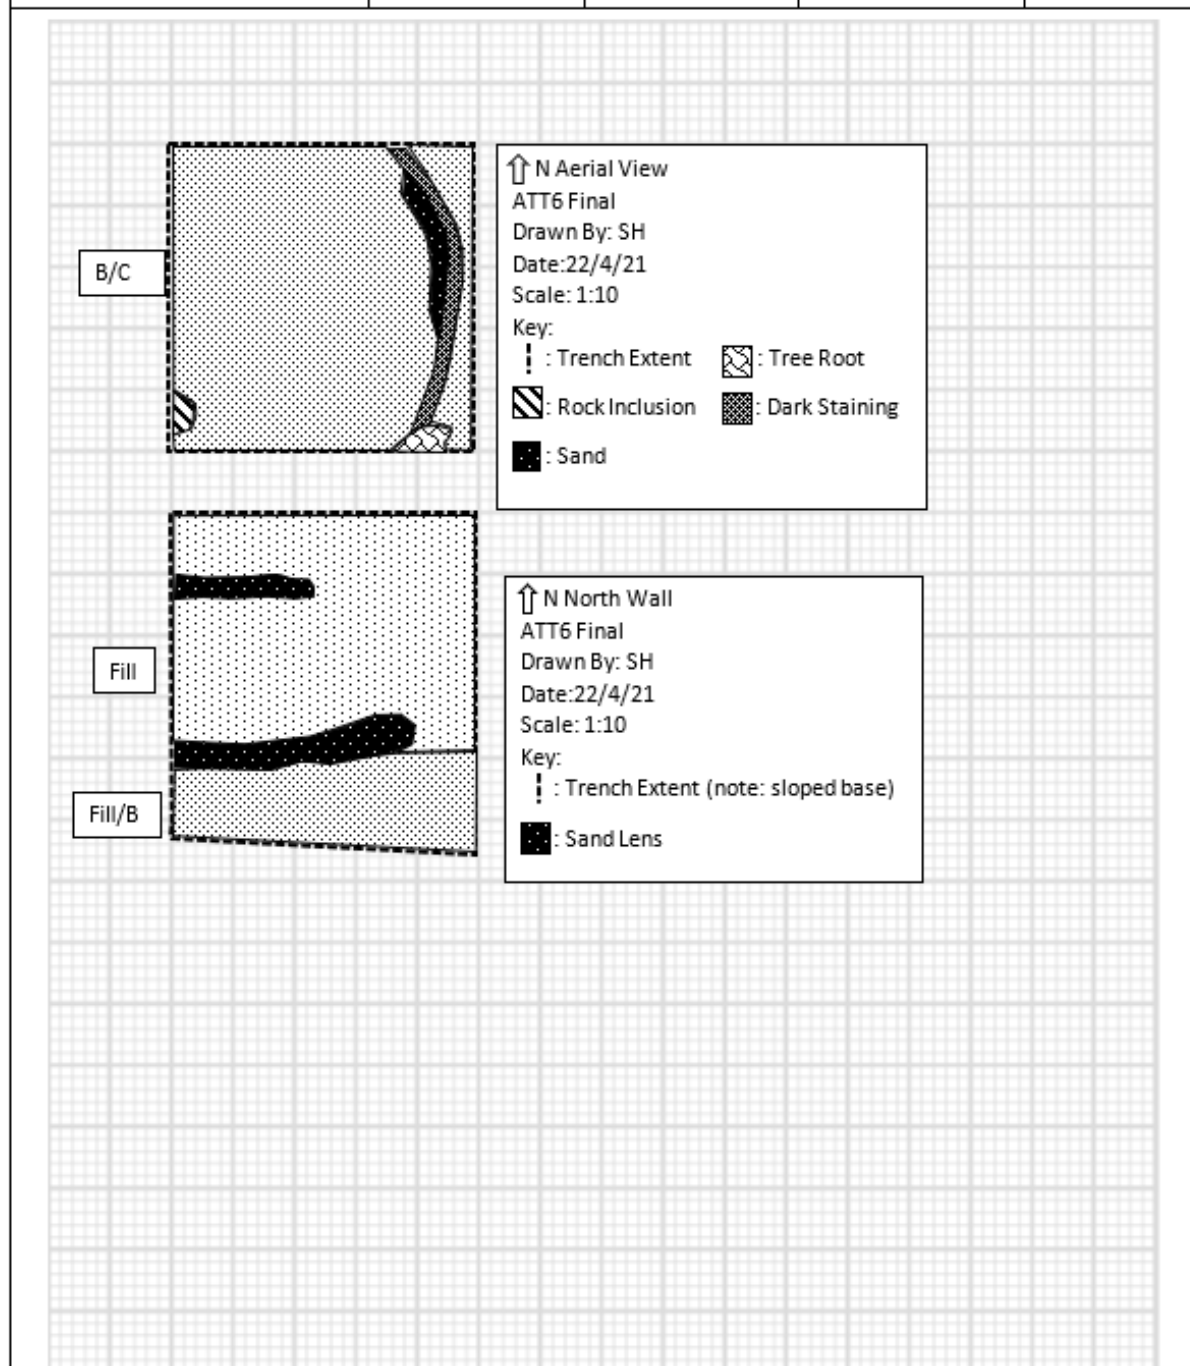 B/C
N Aerial View
ATT6 Final
Drawn By: SH
Date:22/4/21
Scale: 1:10
Key:
: Trench Extent : Tree Root
: Rock Inclusion : Dark Staining
: Sand
Fill
Fill/B
N North Wall
ATT6 Final
Drawn By: SH
Date:22/4/21
Scale: 1:10
Key:
: Trench Extent (note: sloped base)
: Sand Lens